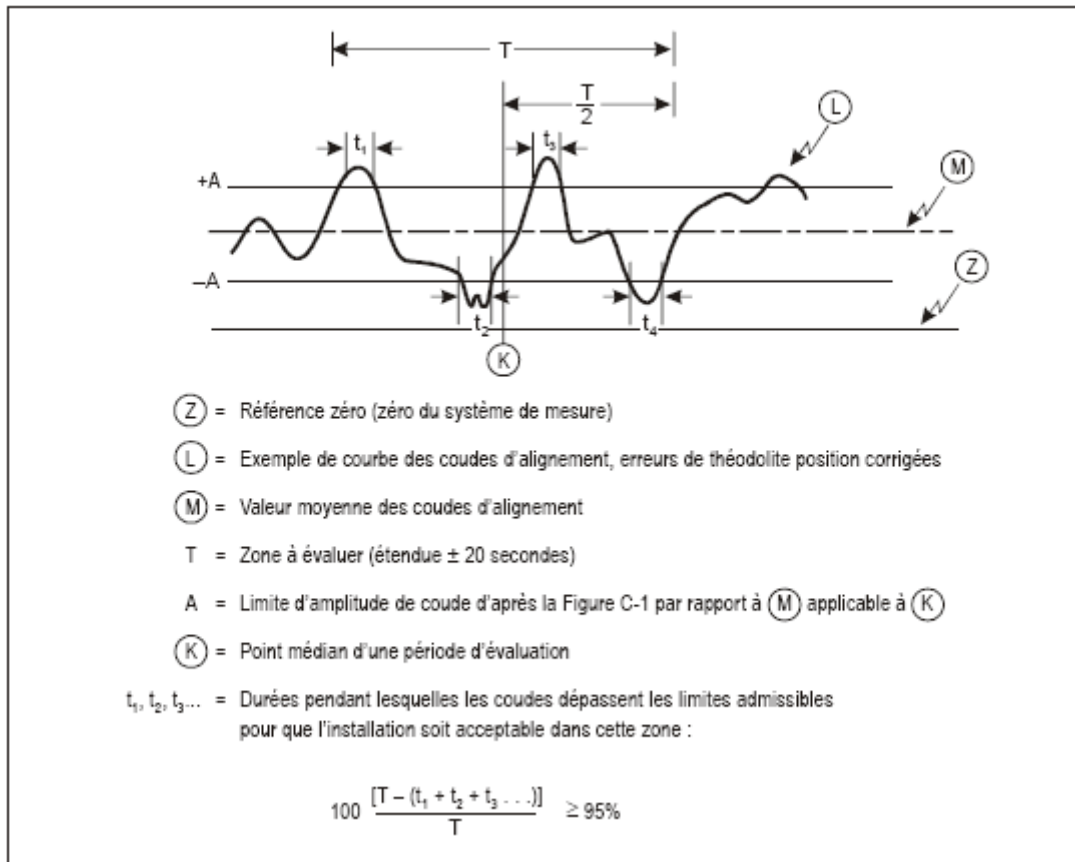 T
T/2
t₁
t₃
L
+A
M
–A
Z
t₂
t₄
K
Z = Référence zéro (zéro du système de mesure)
L = Exemple de courbe des coudes d'alignement, erreurs de théodolite position corrigées
M = Valeur moyenne des coudes d'alignement
T = Zone à évaluer (étendue ± 20 secondes)
A = Limite d'amplitude de coude d'après la Figure C-1 par rapport à M applicable à K
K = Point médian d'une période d'évaluation
t₁, t₂, t₃... = Durées pendant lesquelles les coudes dépassent les limites admissibles
pour que l'installation soit acceptable dans cette zone :
100 [T – (t₁ + t₂ + t₃ . . .)] / T ≥ 95%